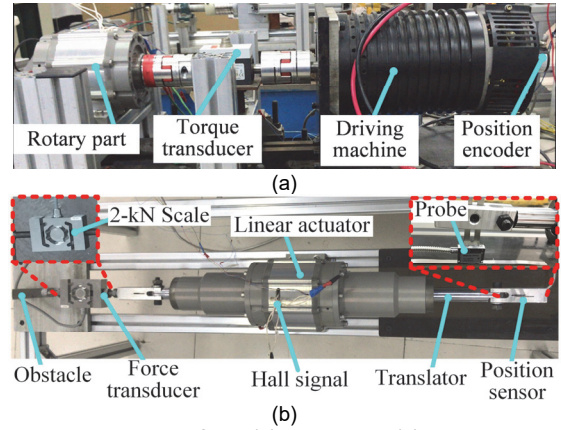 Rotary part
Torque
transducer
Driving
machine
Position
encoder
(a)
2-kN Scale
Linear actuator
Probe
Obstacle
Force
transducer
Hall signal
Translator
Position
sensor
(b)